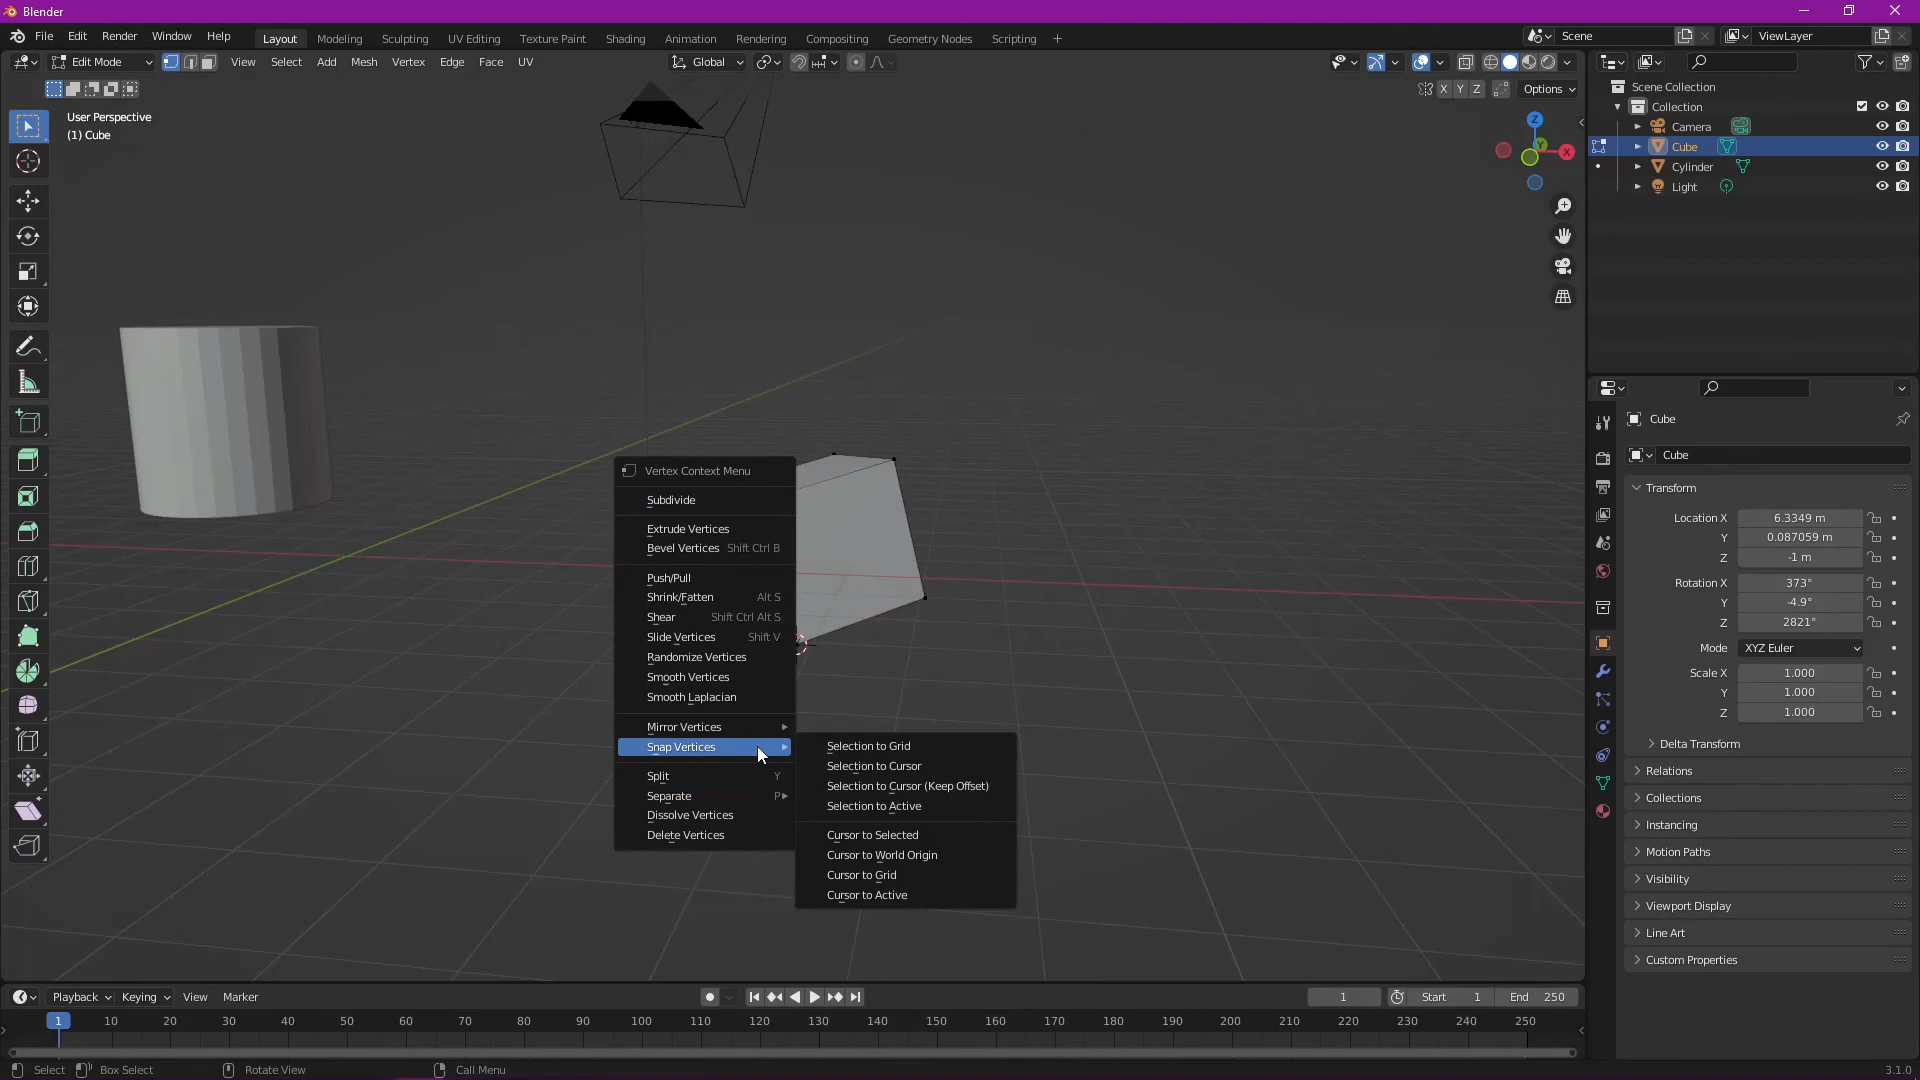 Blender
File Edit Render Window Help
Layout Modeling Sculpting UV Editing Texture Paint Shading Animation Rendering Compositing Geometry Nodes Scripting +
Scene
ViewLayer
Edit Mode
View Select Add Mesh Vertex Edge Face UV
Global
X Y Z
Options
User Perspective
(1) Cube
Z
Y
X
Scene Collection
Collection
Camera
Cube
Cylinder
Light
Vertex Context Menu
Subdivide
Extrude Vertices
Bevel Vertices Shift Ctrl B
Push/Pull
Shrink/Fatten Alt S
Shear Shift Ctrl Alt S
Slide Vertices Shift V
Randomize Vertices
Smooth Vertices
Smooth Laplacian
Mirror Vertices
Snap Vertices
Split Y
Separate P
Dissolve Vertices
Delete Vertices
Selection to Grid
Selection to Cursor
Selection to Cursor (Keep Offset)
Selection to Active
Cursor to Selected
Cursor to World Origin
Cursor to Grid
Cursor to Active
Cube
Cube
Transform
Location X 6.3349 m
Y 0.087059 m
Z -1 m
Rotation X 373°
Y -4.9°
Z 2821°
Mode XYZ Euler
Scale X 1.000
Y 1.000
Z 1.000
Delta Transform
Relations
Collections
Instancing
Motion Paths
Visibility
Viewport Display
Line Art
Custom Properties
Playback Keying View Marker
1
Start 1
End 250
1 10 20 30 40 50 60 70 80 90 100 110 120 130 140 150 160 170 180 190 200 210 220 230 240 250
Select Box Select Rotate View Call Menu
3.1.0